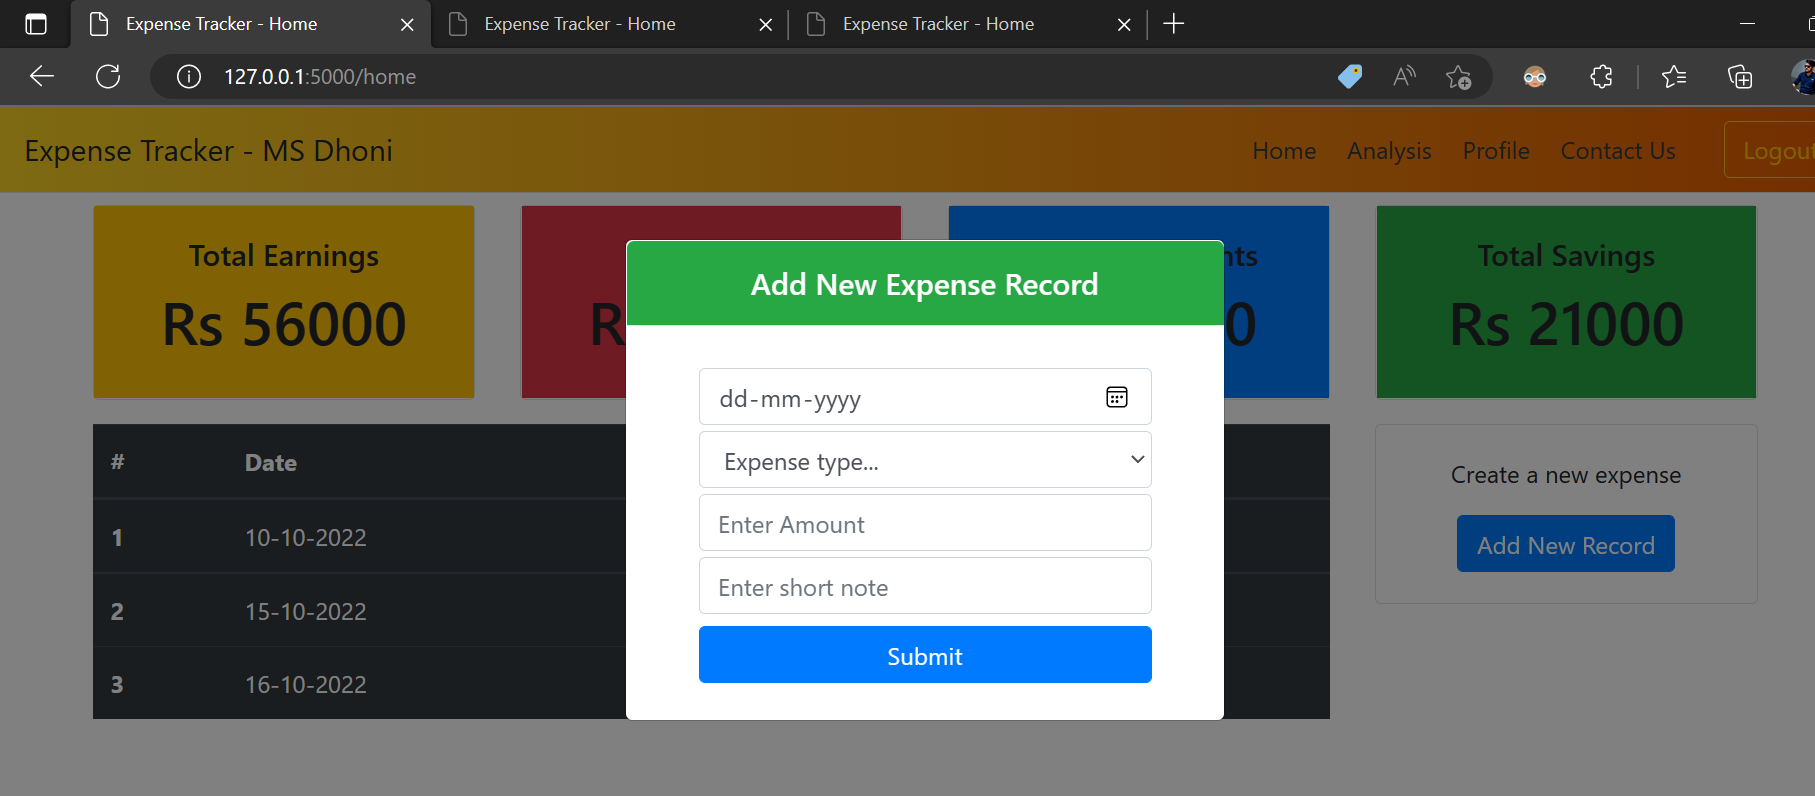 Expense Tracker - Home
Expense Tracker - Home
Expense Tracker - Home
127.0.0.1:5000/home
Expense Tracker - MS Dhoni
Home
Analysis
Profile
Contact Us
Logout
Total Earnings
Rs 56000
Total Savings
Rs 21000
Add New Expense Record
dd-mm-yyyy
Expense type...
Enter Amount
Enter short note
Submit
# Date
1 10-10-2022
2 15-10-2022
3 16-10-2022
Create a new expense
Add New Record